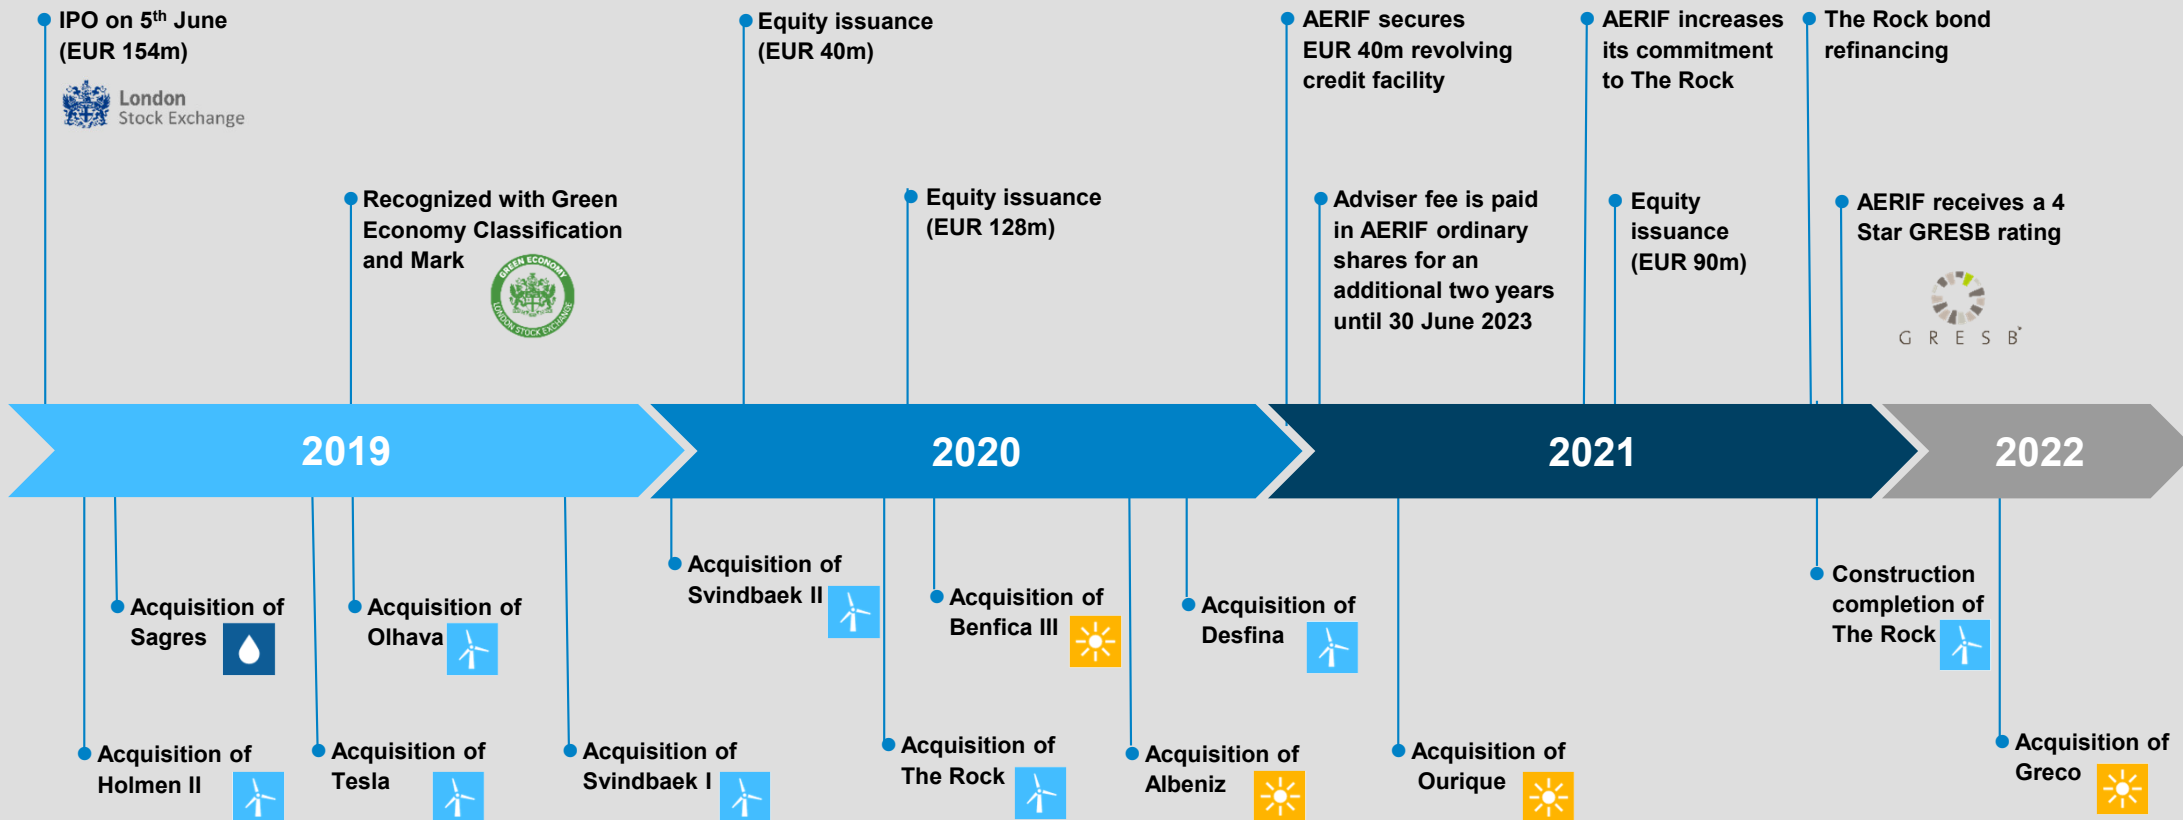 IPO on 5th June
(EUR 154m)
London
Stock Exchange
Recognized with Green
Economy Classification
and Mark
GREEN ECONOMY
LONDON STOCK EXCHANGE
Equity issuance
(EUR 40m)
Equity issuance
(EUR 128m)
AERIF secures
EUR 40m revolving
credit facility
Adviser fee is paid
in AERIF ordinary
shares for an
additional two years
until 30 June 2023
AERIF increases
its commitment
to The Rock
Equity
issuance
(EUR 90m)
The Rock bond
refinancing
AERIF receives a 4
Star GRESB rating
G R E S B
2019
2020
2021
2022
Acquisition of
Holmen II
Acquisition of
Sagres
Acquisition of
Tesla
Acquisition of
Olhava
Acquisition of
Svindbaek I
Acquisition of
Svindbaek II
Acquisition of
The Rock
Acquisition of
Benfica III
Acquisition of
Albeniz
Acquisition of
Desfina
Acquisition of
Ourique
Construction
completion of
The Rock
Acquisition of
Greco